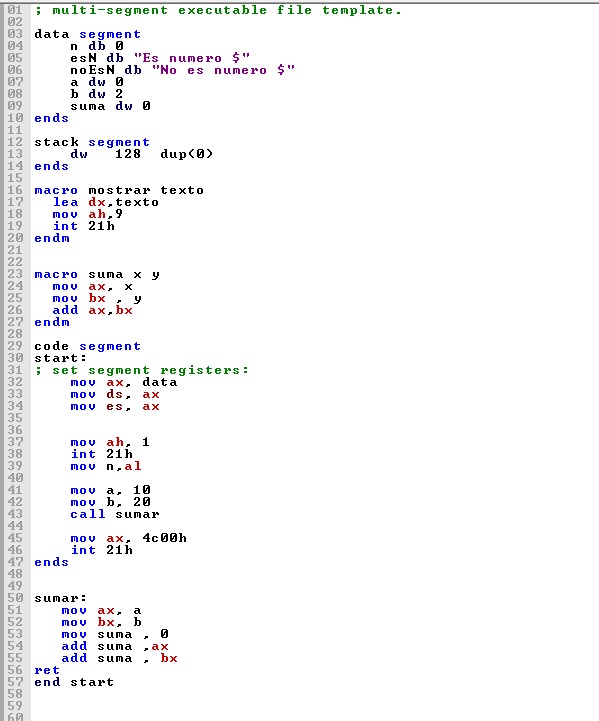 01 ; multi-segment executable file template.
02
03 data segment
04     n db 0
05     esN db "Es numero $"
06     noEsN db "No es numero $"
07     a dw 0
08     b dw 2
09     suma dw 0
10 ends
11
12 stack segment
13     dw   128  dup(0)
14 ends
15
16 macro mostrar texto
17   lea dx,texto
18   mov ah,9
19   int 21h
20 endm
21
22
23 macro suma x y
24   mov ax, x
25   mov bx , y
26   add ax,bx
27 endm
28
29 code segment
30 start:
31 ; set segment registers:
32     mov ax, data
33     mov ds, ax
34     mov es, ax
35
36
37     mov ah, 1
38     int 21h
39     mov n,al
40
41     mov a, 10
42     mov b, 20
43     call sumar
44
45     mov ax, 4c00h
46     int 21h
47 ends
48
49
50 sumar:
51    mov ax, a
52    mov bx, b
53    mov suma , 0
54    add suma ,ax
55    add suma , bx
56 ret
57 end start
58
59
60